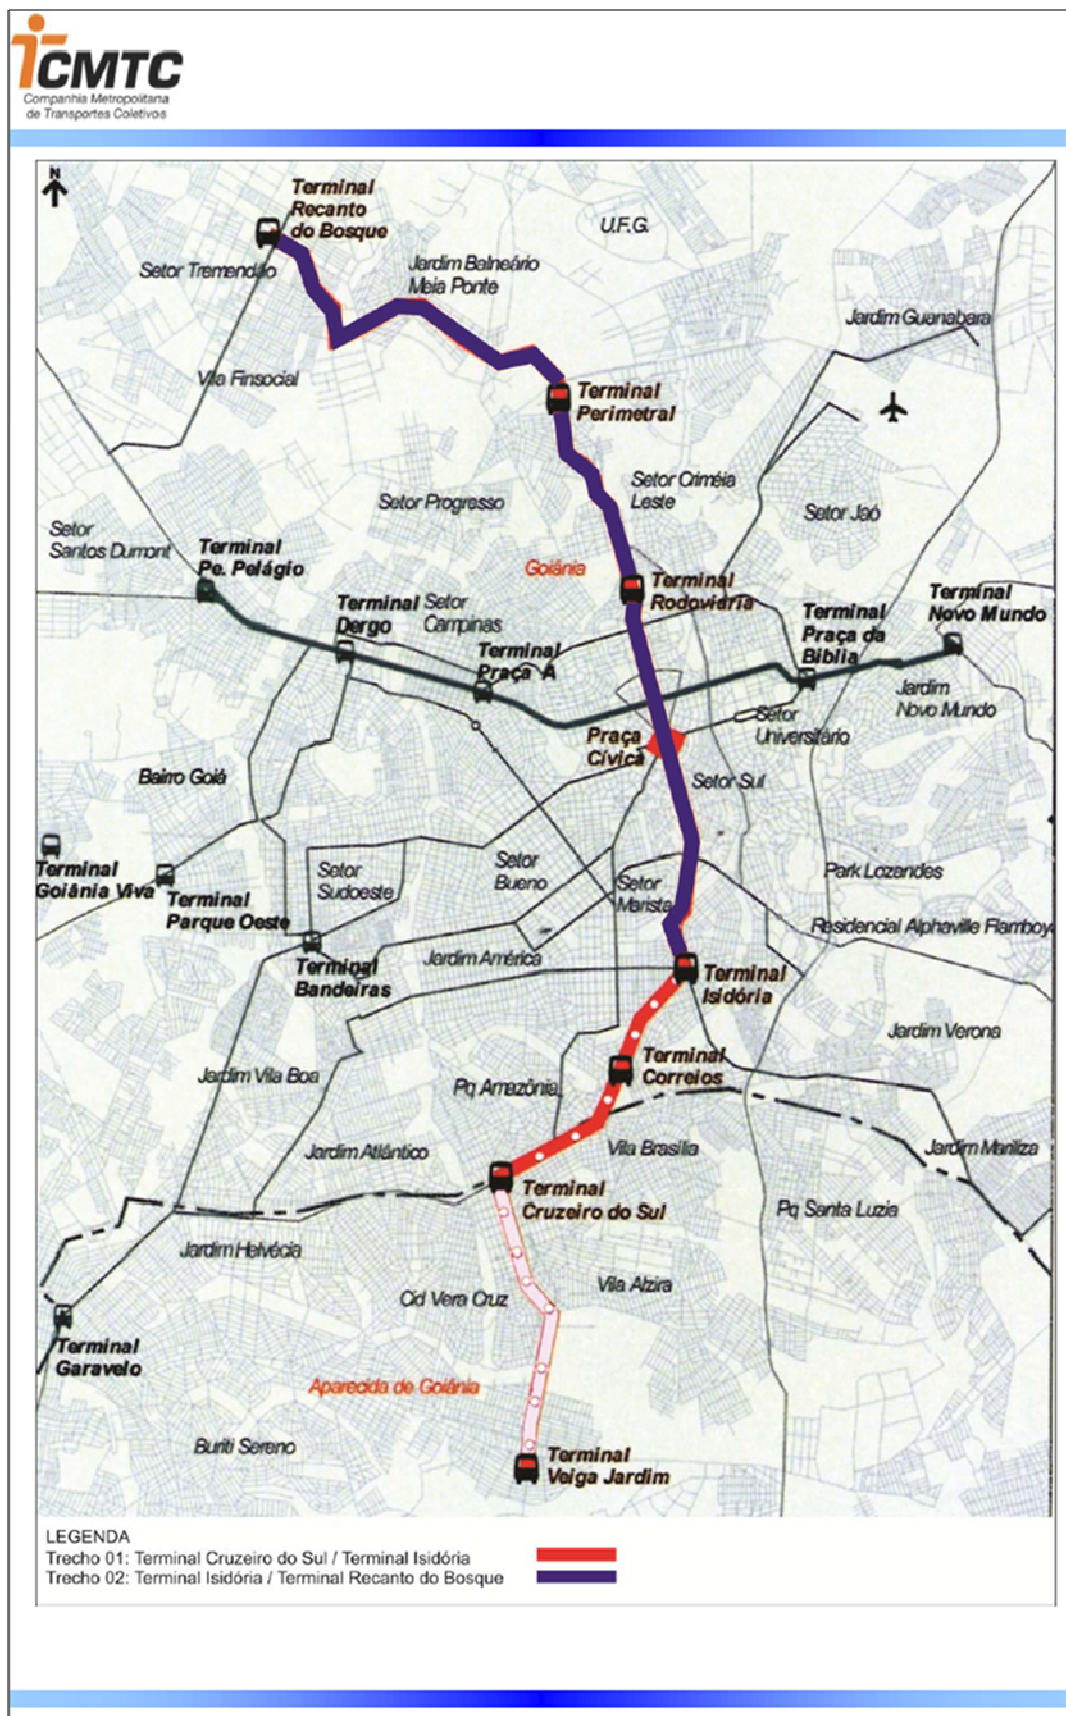 CMTC
Companhia Metropolitana
de Transportes Coletivos
N
Terminal
Recanto
do Bosque
U.F.G.
Setor Tremendão
Jardim Balneário
Meia Ponte
Jardim Guanabara
Vila Finsocial
Terminal
Perimetral
Setor Criméia
Leste
Setor Progresso
Setor Jaó
Setor
Santos Dumont
Terminal
Pe. Pelágio
Goiânia
Terminal
Rodoviária
Terminal
Novo Mundo
Terminal
Dergo
Setor
Campinas
Terminal
Praça da
Bíblia
Terminal
Praça A
Jardim
Novo Mundo
Setor
Universitário
Praça
Cívica
Bairro Goiá
Setor Sul
Terminal
Goiânia Viva
Terminal
Parque Oeste
Setor
Sudoeste
Setor
Bueno
Setor
Marista
Park Lozandes
Residencial Alphaville Flamboy
Terminal
Bandeiras
Jardim América
Terminal
Isidória
Jardim Verona
Terminal
Correios
Jardim Vila Boa
Pq Amazônia
Jardim Atlântico
Vila Brasília
Jardim Mariliza
Terminal
Cruzeiro do Sul
Pq Santa Luzia
Jardim Helvécia
Cid Vera Cruz
Vila Alzira
Terminal
Garavelo
Aparecida de Goiânia
Buriti Sereno
Terminal
Veiga Jardim
LEGENDA
Trecho 01: Terminal Cruzeiro do Sul / Terminal Isidória
Trecho 02: Terminal Isidória / Terminal Recanto do Bosque